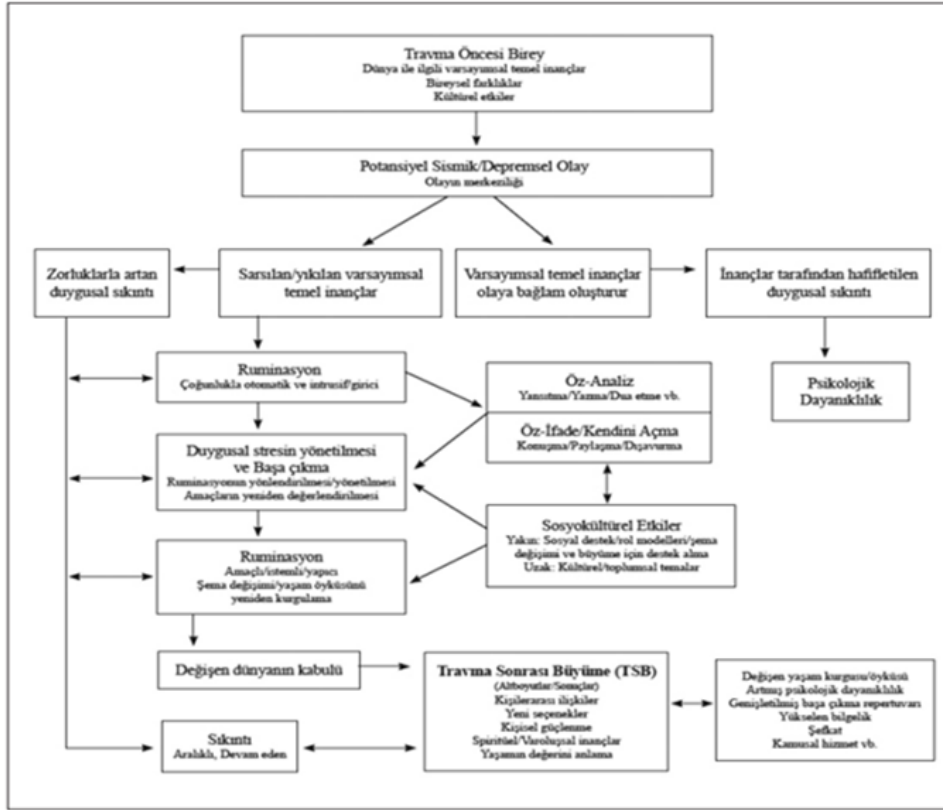 Travma Öncesi Birey
Dünya ile ilgili varsayımsal temel inançlar
Bireysel farklıklar
Kültürel etkiler
Potansiyel Sismik/Depremsel Olay
Olayın merkeziliği
Zorluklarla artan
duygusal sıkıntı
Sarsılan/yıkılan varsayımsal
temel inançlar
Varsayımsal temel inançlar
olaya bağlam oluşturur
İnançlar tarafından hafifletilen
duygusal sıkıntı
Ruminasyon
Çoğunlukla otomatik ve intrusif/girici
Öz-Analiz
Yansıtma/Yazma/Dua etme vb.
Psikolojik
Dayanıklılık
Öz-İfade/Kendini Açma
Konuşma/Paylaşma/Dışavurma
Duygusal stresin yönetilmesi
ve Başa çıkma
Ruminasyonun yönlendirilmesi/yönetilmesi
Amaçların yeniden değerlendirilmesi
Sosyokültürel Etkiler
Yakın: Sosyal destek/rol modelleri/şema
değişimi ve büyüme için destek alma
Uzak: Kültürel/toplumsal temalar
Ruminasyon
Amaçlı/istemli/yapıcı
Şema değişimi/yaşam öyküsünü
yeniden kurgulama
Değişen dünyanın kabulü
Travma Sonrası Büyüme (TSB)
(Altboyutlar/Sonuçlar)
Kişilerarası ilişkiler
Yeni seçenekler
Kişisel güçlenme
Spiritüel/Varoluşsal inançlar
Yaşamın değerini anlama
Değişen yaşam kurgusu/öyküsü
Artmış psikolojik dayanıklılık
Genişletilmiş başa çıkma repertuvarı
Yükselen bilgelik
Şefkat
Kamusal hizmet vb.
Sıkıntı
Aralıklı, Devam eden